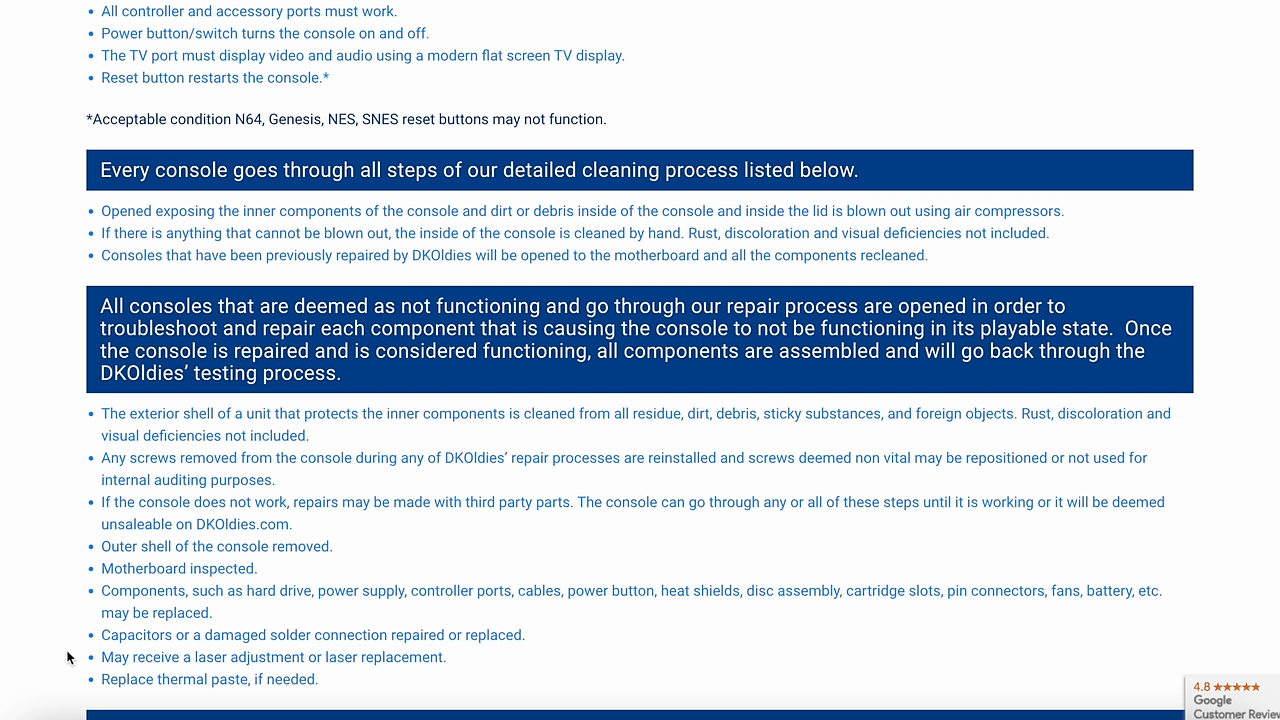 All controller and accessory ports must work.
Power button/switch turns the console on and off.
The TV port must display video and audio using a modern flat screen TV display.
Reset button restarts the console.*
*Acceptable condition N64, Genesis, NES, SNES reset buttons may not function.
Every console goes through all steps of our detailed cleaning process listed below.
Opened exposing the inner components of the console and dirt or debris inside of the console and inside the lid is blown out using air compressors.
If there is anything that cannot be blown out, the inside of the console is cleaned by hand. Rust, discoloration and visual deficiencies not included.
Consoles that have been previously repaired by DKOldies will be opened to the motherboard and all the components recleaned.
All consoles that are deemed as not functioning and go through our repair process are opened in order to
troubleshoot and repair each component that is causing the console to not be functioning in its playable state.  Once
the console is repaired and is considered functioning, all components are assembled and will go back through the
DKOldies’ testing process.
The exterior shell of a unit that protects the inner components is cleaned from all residue, dirt, debris, sticky substances, and foreign objects. Rust, discoloration and
visual deficiencies not included.
Any screws removed from the console during any of DKOldies’ repair processes are reinstalled and screws deemed non vital may be repositioned or not used for
internal auditing purposes.
If the console does not work, repairs may be made with third party parts. The console can go through any or all of these steps until it is working or it will be deemed
unsaleable on DKOldies.com.
Outer shell of the console removed.
Motherboard inspected.
Components, such as hard drive, power supply, controller ports, cables, power button, heat shields, disc assembly, cartridge slots, pin connectors, fans, battery, etc.
may be replaced.
Capacitors or a damaged solder connection repaired or replaced.
May receive a laser adjustment or laser replacement.
Replace thermal paste, if needed.
4.8 ★★★★★
Google
Customer Review